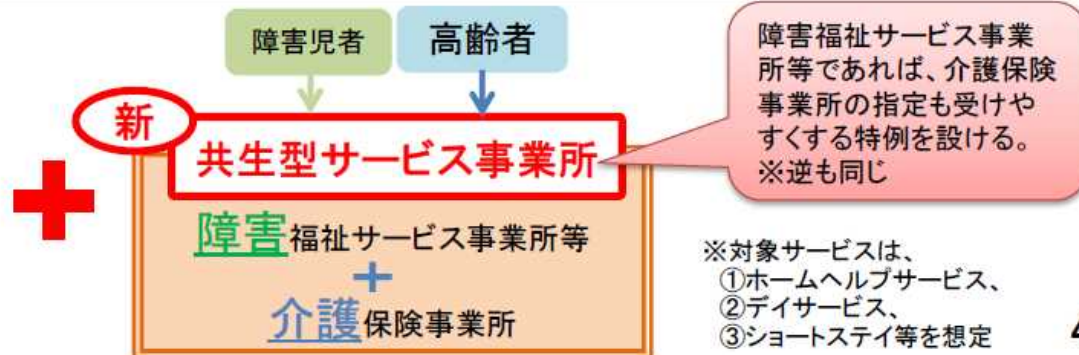 障害児者
高齢者
新
共生型サービス事業所
障害福祉サービス事業所等
+
介護保険事業所
障害福祉サービス事業
所等であれば、介護保険
事業所の指定も受けや
すくする特例を設ける。
※逆も同じ
※対象サービスは、
①ホームヘルプサービス、
②デイサービス、
③ショートステイ等を想定